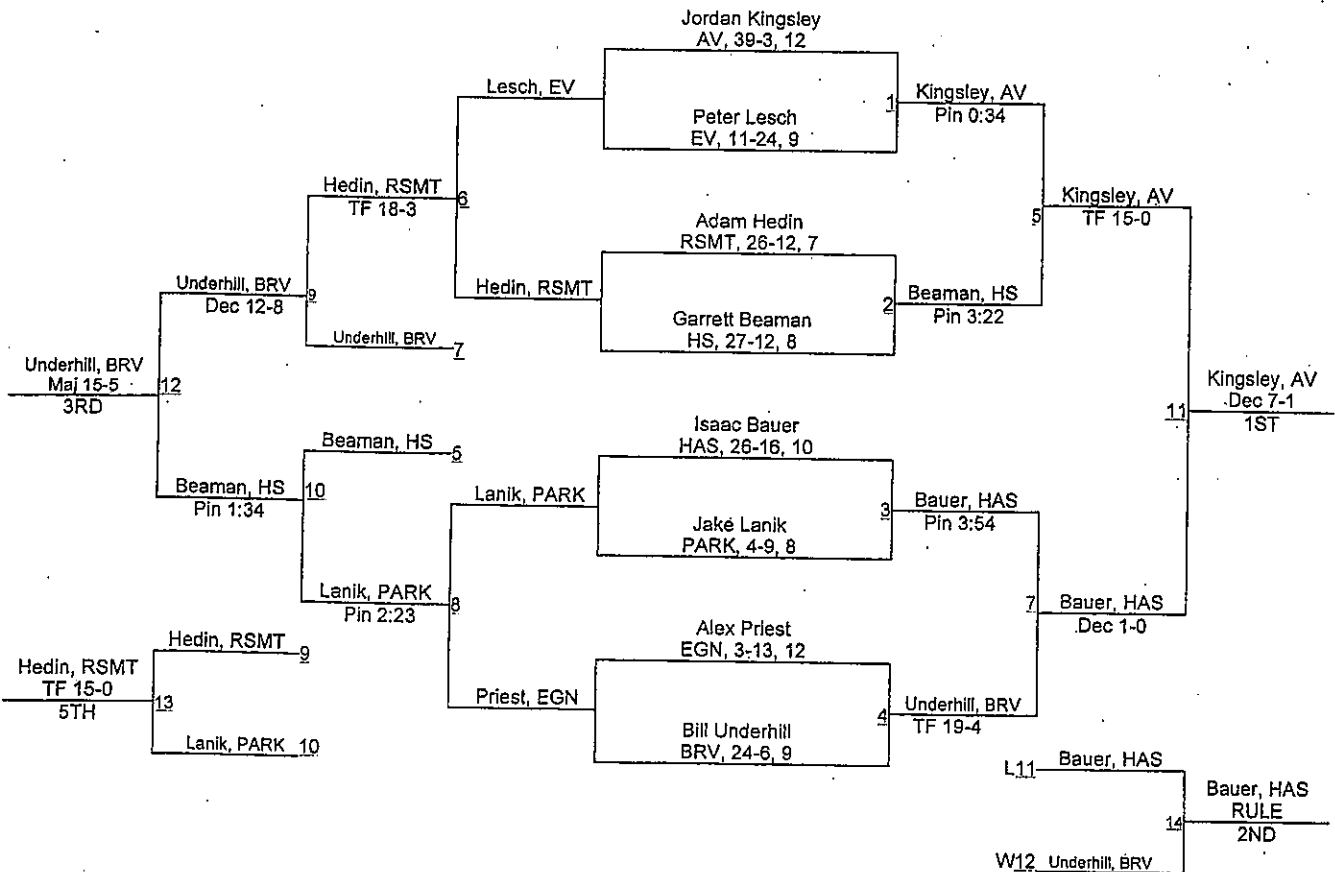 Jordan Kingsley
AV, 39-3, 12
Lesch, EV
1
Kingsley, AV
Pin 0:34
Peter Lesch
EV, 11-24, 9
Hedin, RSMT
TF 18-3
6
Kingsley, AV
TF 15-0
5
Adam Hedin
RSMT, 26-12, 7
Underhill, BRV
Dec 12-8
9
Hedin, RSMT
2
Beaman, HS
Pin 3:22
Garrett Beaman
HS, 27-12, 8
Underhill, BRV
7
Underhill, BRV
Maj 15-5
3RD
12
Kingsley, AV
Dec 7-1
1ST
11
Isaac Bauer
HAS, 26-16, 10
Beaman, HS
5
Beaman, HS
Pin 1:34
10
Lanik, PARK
3
Bauer, HAS
Pin 3:54
Jake Lanik
PARK, 4-9, 8
Lanik, PARK
Pin 2:23
8
7
Bauer, HAS
Dec 1-0
Alex Priest
EGN, 3-13, 12
Hedin, RSMT
9
Hedin, RSMT
TF 15-0
5TH
13
Priest, EGN
4
Underhill, BRV
TF 19-4
Bill Underhill
BRV, 24-6, 9
Lanik, PARK
10
L11
Bauer, HAS
Bauer, HAS
RULE
2ND
14
W12
Underhill, BRV